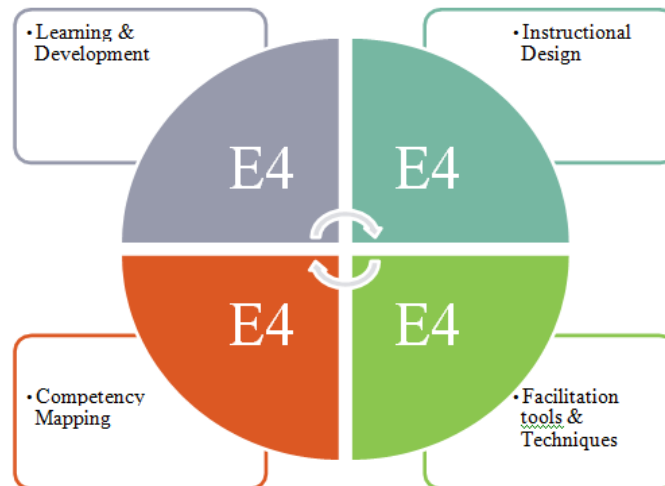 • Learning &
Development
• Instructional
Design
E4
E4
E4
E4
• Competency
Mapping
• Facilitation
tools &
Techniques